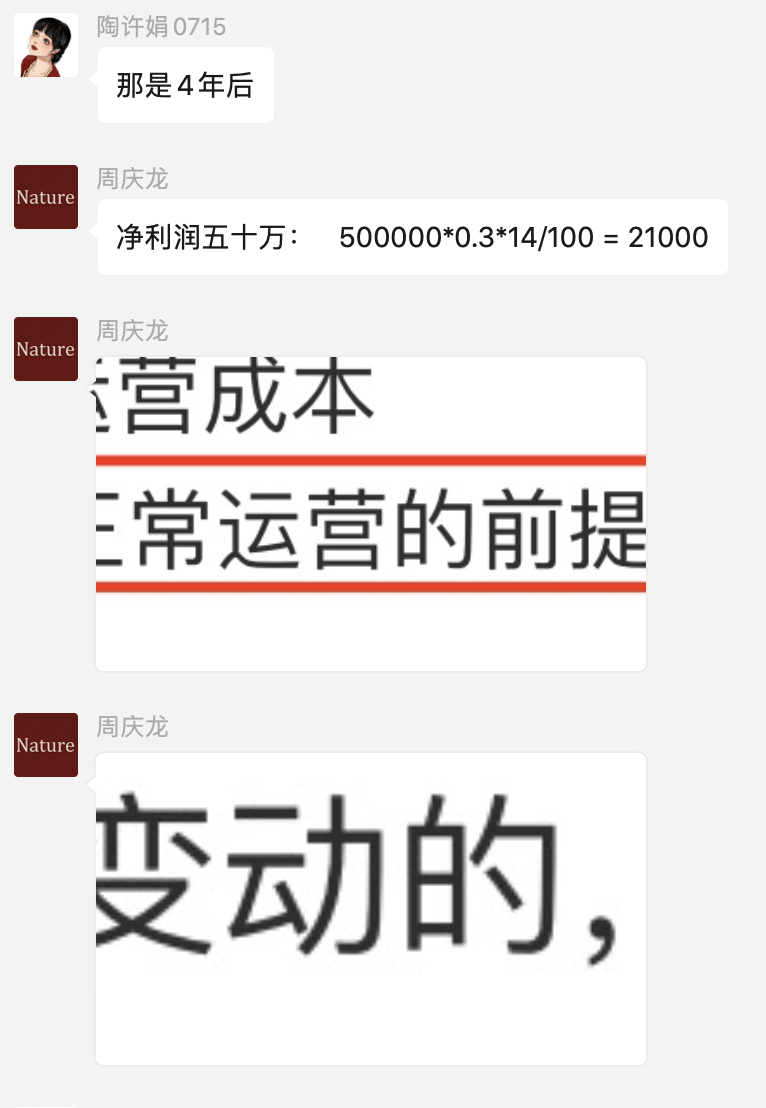 陶许娟0715
那是4年后
Nature
周庆龙
净利润五十万： 500000*0.3*14/100 = 21000
Nature
周庆龙
运营成本
正常运营的前提
Nature
周庆龙
变动的，